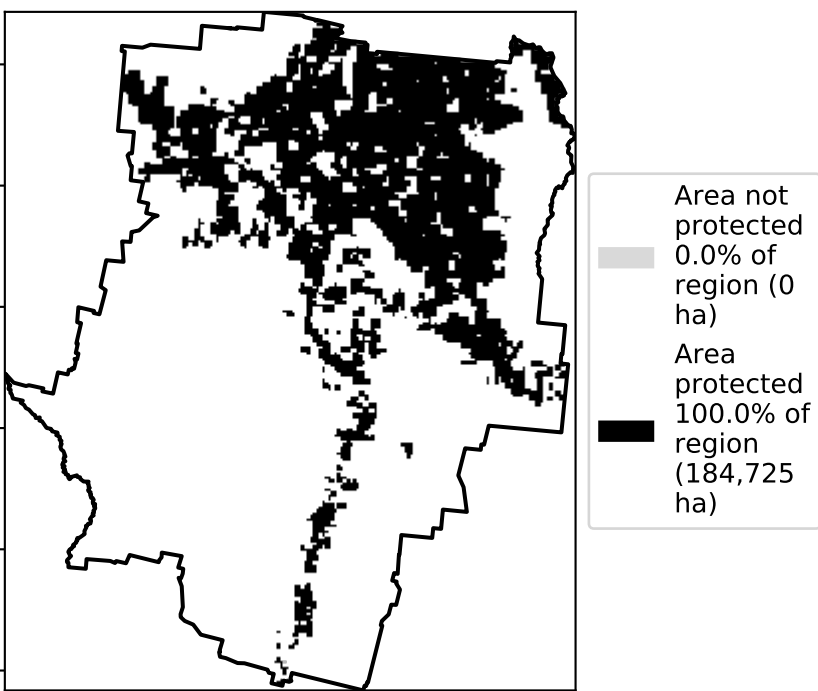 Area not
protected
0.0% of
region (0
ha)
Area
protected
100.0% of
region
(184,725
ha)